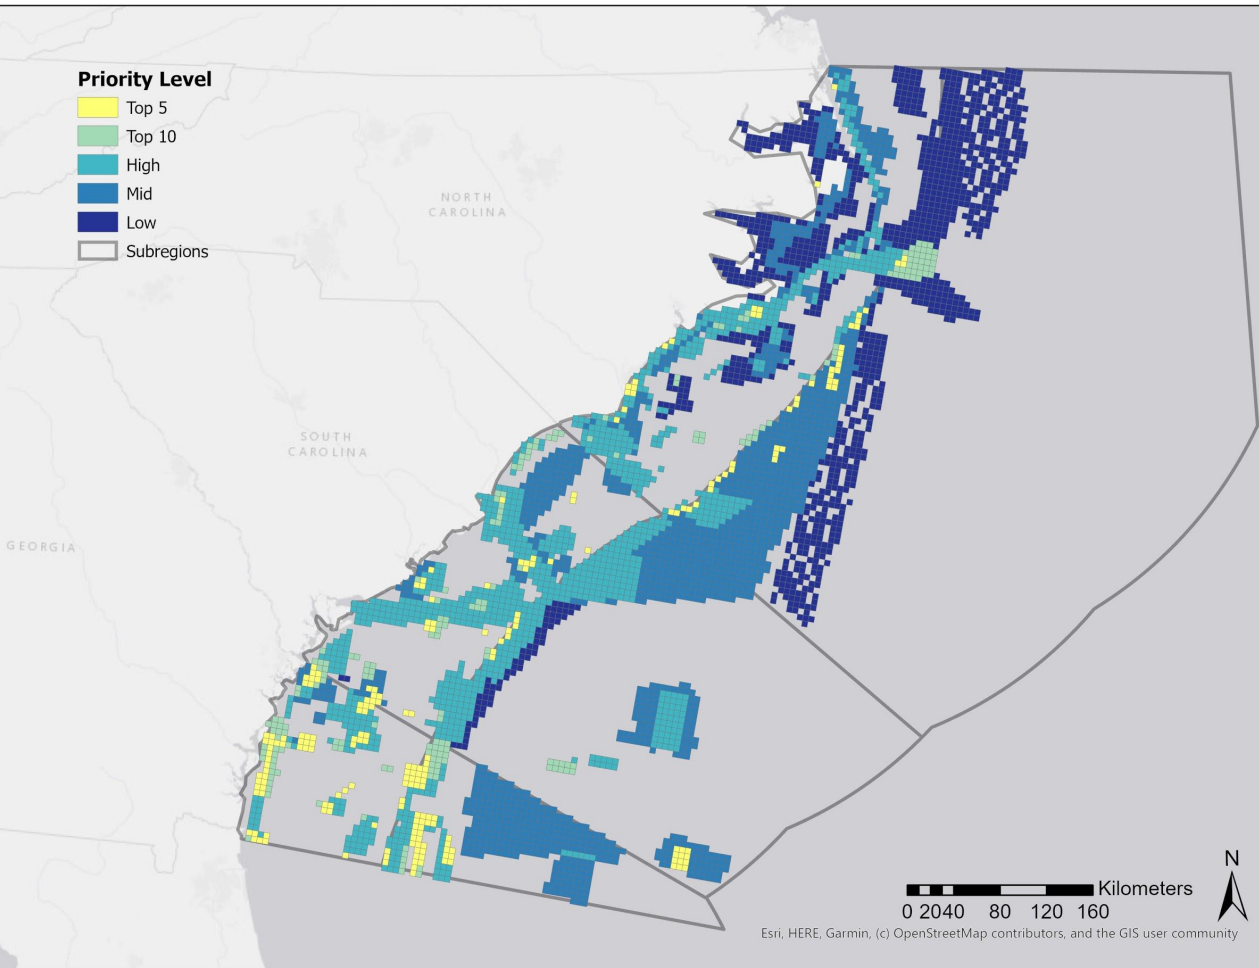 Priority Level
Top 5
Top 10
High
Mid
Low
Subregions
NORTH
CAROLINA
SOUTH
CAROLINA
GEORGIA
N
Kilometers
0 2040 80 120 160
Esri, HERE, Garmin, (c) OpenStreetMap contributors, and the GIS user community